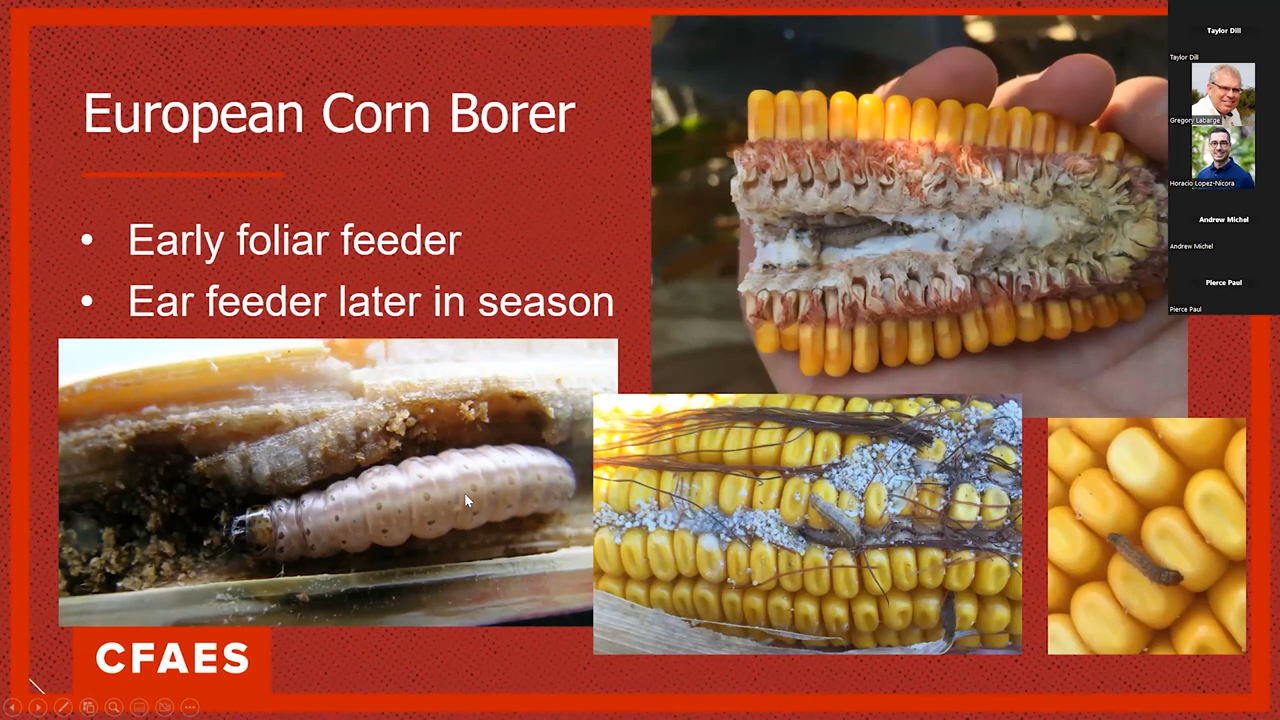 European Corn Borer
• Early foliar feeder
• Ear feeder later in season
CFAES
Taylor Dill
Taylor Dill
Gregory Labarge
Horacio Lopez-Nicora
Andrew Michel
Andrew Michel
Pierce Paul
Pierce Paul